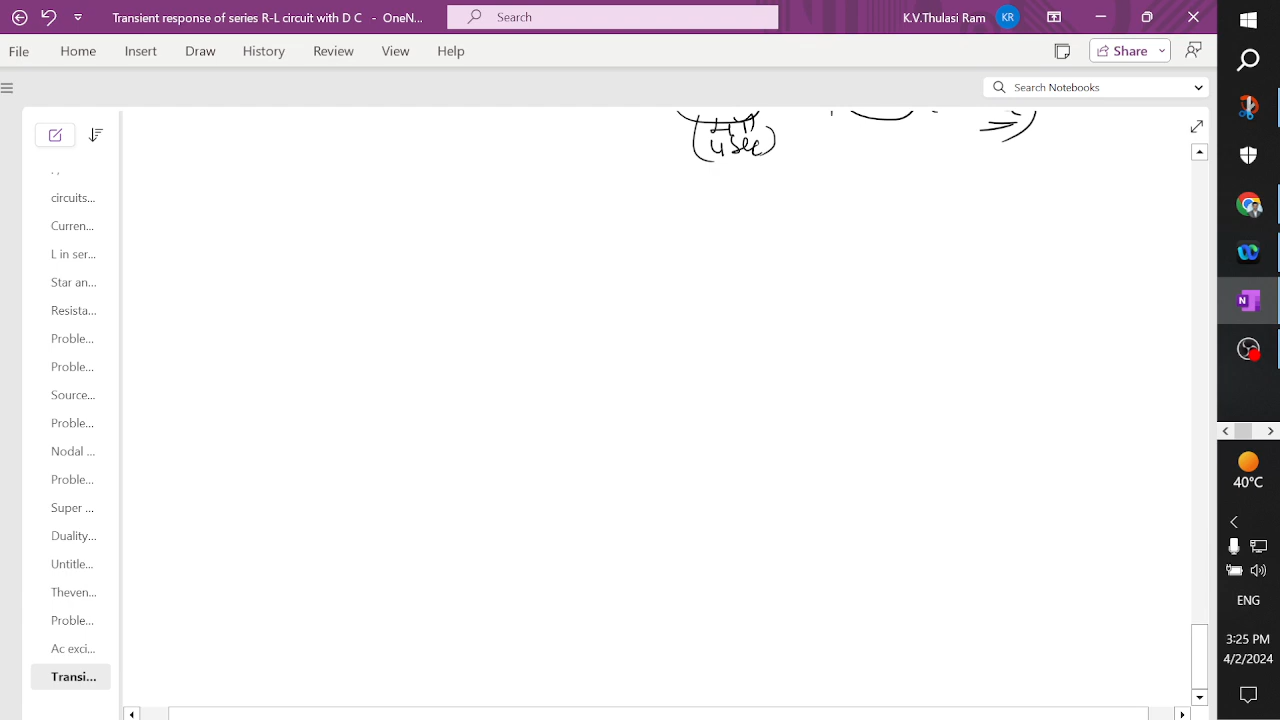 Transient response of series R-L circuit with D C - OneN...
Search
K.V.Thulasi Ram
KR
File
Home
Insert
Draw
History
Review
View
Help
Share
Search Notebooks
circuits...
Curren...
L in ser...
Star an...
Resista...
Proble...
Proble...
Source...
Proble...
Nodal ...
Proble...
Super ...
Duality...
Untitle...
Theven...
Proble...
Ac exci...
Transi...
40°C
ENG
3:25 PM
4/2/2024